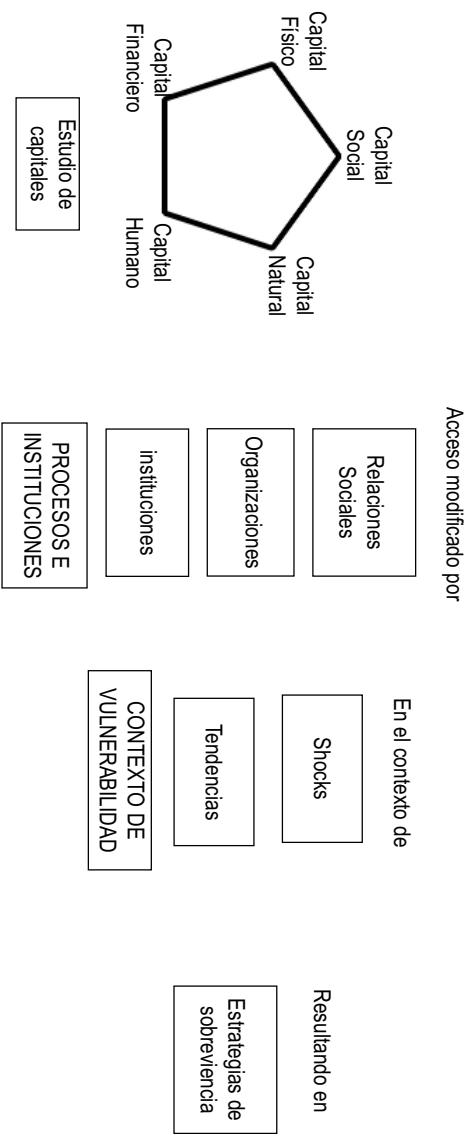 Capital
Social
Capital
Físico
Capital
Natural
Capital
Financiero
Capital
Humano
Estudio de
capitales
Acceso modificado por
Relaciones
Sociales
Organizaciones
instituciones
PROCESOS E
INSTITUCIONES
En el contexto de
Shocks
Tendencias
CONTEXTO DE
VULNERABILIDAD
Resultando en
Estrategias de
sobreviencia